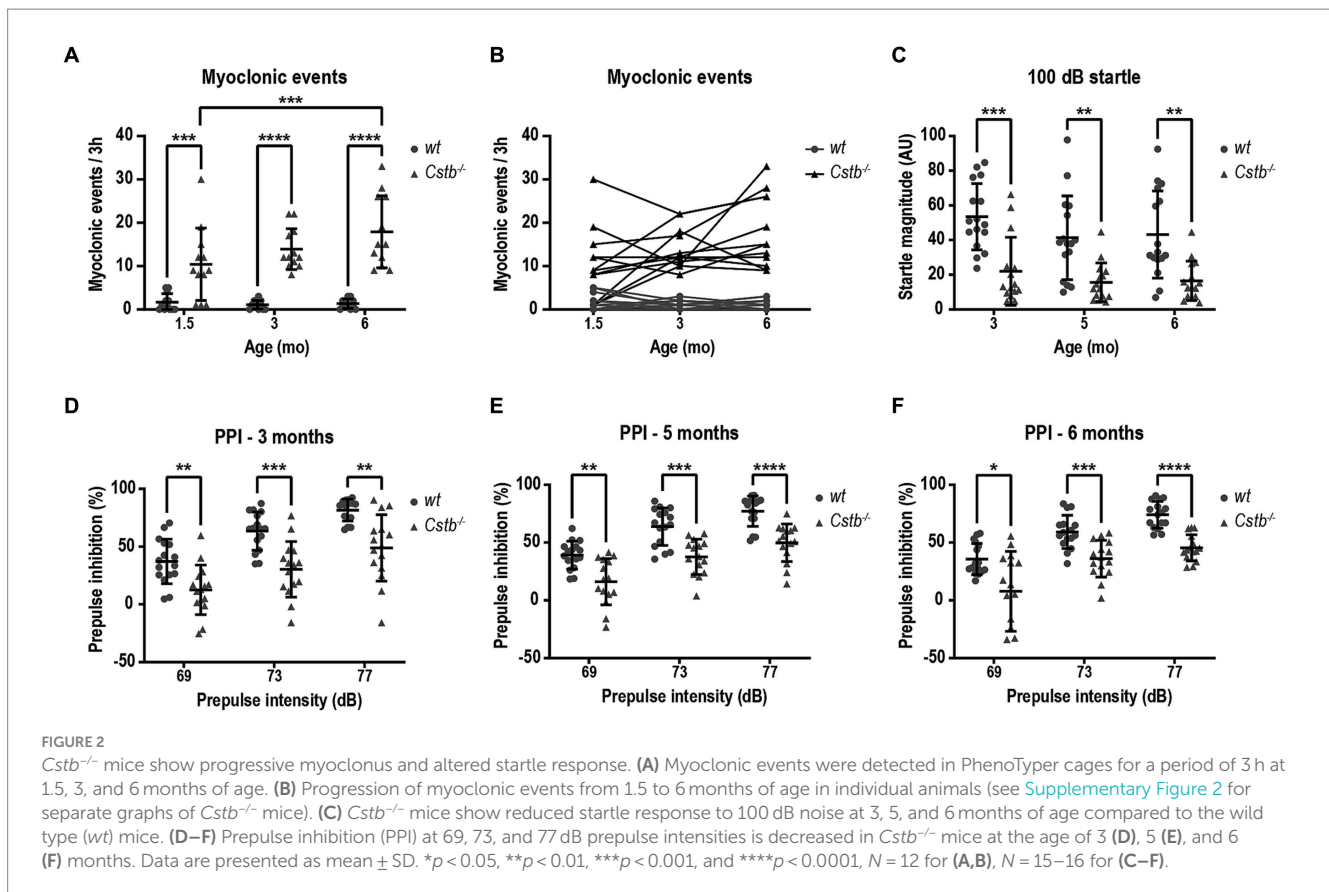 A
Myoclonic events
***
***
****
****
Myoclonic events / 3h
40
30
20
10
0
1.5
3
6
Age (mo)
wt
Cstb-/-
B
Myoclonic events
40
30
20
10
0
1.5
3
6
Age (mo)
wt
Cstb-/-
C
100 dB startle
***
**
**
Startle magnitude (AU)
100
80
60
40
20
0
3
5
6
Age (mo)
wt
Cstb-/-
D
PPI - 3 months
**
***
**
Prepulse inhibition (%)
100
50
0
-50
69
73
77
Prepulse intensity (dB)
wt
Cstb-/-
E
PPI - 5 months
**
***
****
Prepulse inhibition (%)
100
50
0
-50
69
73
77
Prepulse intensity (dB)
wt
Cstb-/-
F
PPI - 6 months
*
***
****
Prepulse inhibition (%)
100
50
0
-50
69
73
77
Prepulse intensity (dB)
wt
Cstb-/-
FIGURE 2
Cstb−/− mice show progressive myoclonus and altered startle response. (A) Myoclonic events were detected in PhenoTyper cages for a period of 3 h at
1.5, 3, and 6 months of age. (B) Progression of myoclonic events from 1.5 to 6 months of age in individual animals (see Supplementary Figure 2 for
separate graphs of Cstb−/− mice). (C) Cstb−/− mice show reduced startle response to 100 dB noise at 3, 5, and 6 months of age compared to the wild
type (wt) mice. (D–F) Prepulse inhibition (PPI) at 69, 73, and 77 dB prepulse intensities is decreased in Cstb−/− mice at the age of 3 (D), 5 (E), and 6
(F) months. Data are presented as mean ± SD. *p < 0.05, **p < 0.01, ***p < 0.001, and ****p < 0.0001, N = 12 for (A,B), N = 15–16 for (C–F).